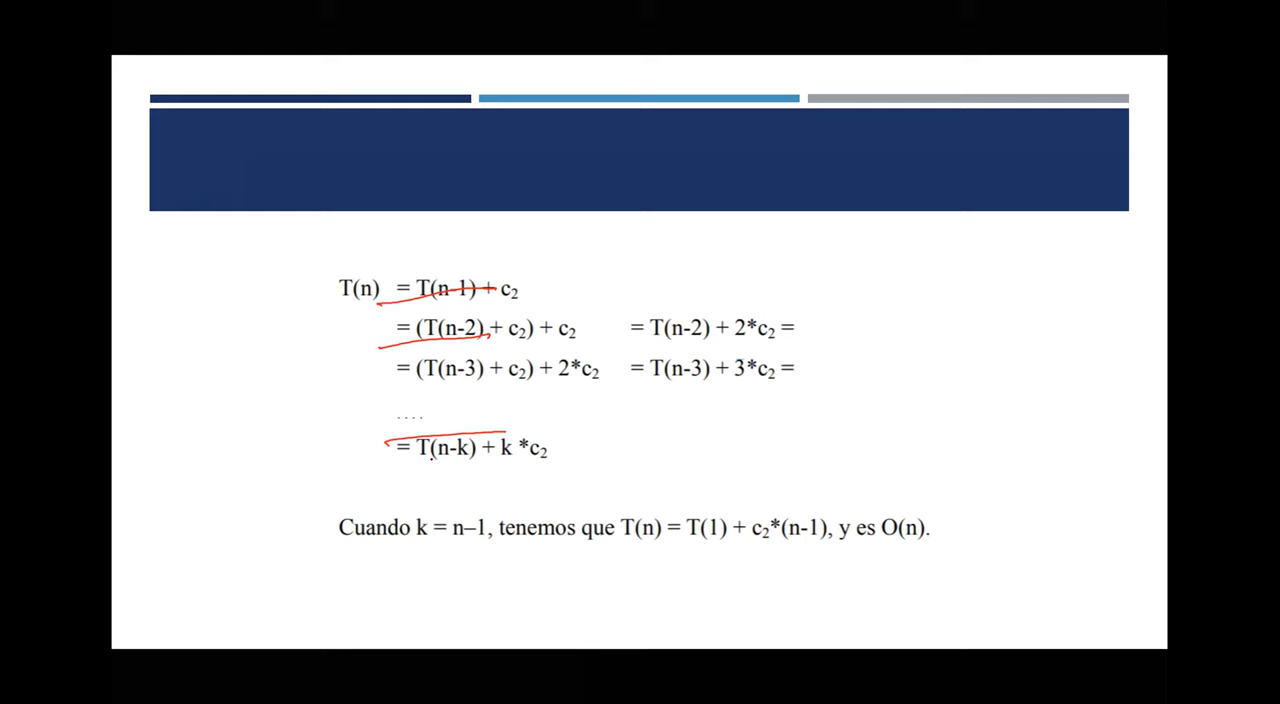 T(n) = T(n-1) + c₂
= (T(n-2) + c₂) + c₂ = T(n-2) + 2*c₂ =
= (T(n-3) + c₂) + 2*c₂ = T(n-3) + 3*c₂ =
....
= T(n-k) + k *c₂
Cuando k = n–1, tenemos que T(n) = T(1) + c₂*(n-1), y es O(n).